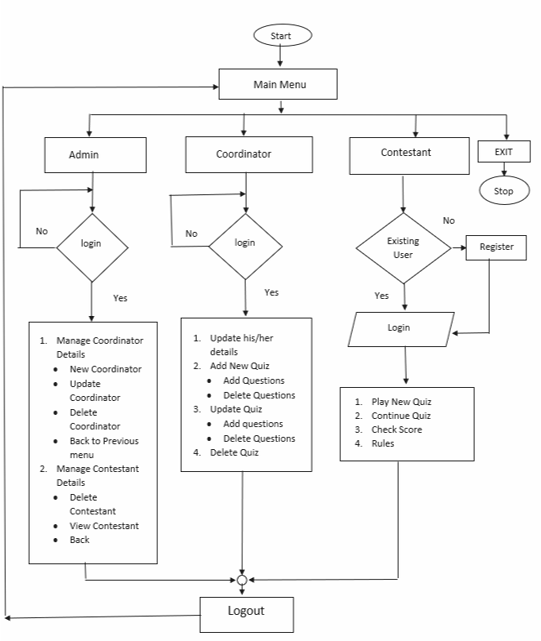 Start
Main Menu
Admin
Coordinator
Contestant
EXIT
Stop
No
login
Yes
No
login
Yes
Existing
User
No
Register
Yes
Login
1. Manage Coordinator
Details
• New Coordinator
• Update
Coordinator
• Delete
Coordinator
• Back to Previous
menu
2. Manage Contestant
Details
• Delete
Contestant
• View Contestant
• Back
1. Update his/her
details
2. Add New Quiz
• Add Questions
• Delete Questions
3. Update Quiz
• Add questions
• Delete Questions
4. Delete Quiz
1. Play New Quiz
2. Continue Quiz
3. Check Score
4. Rules
Logout